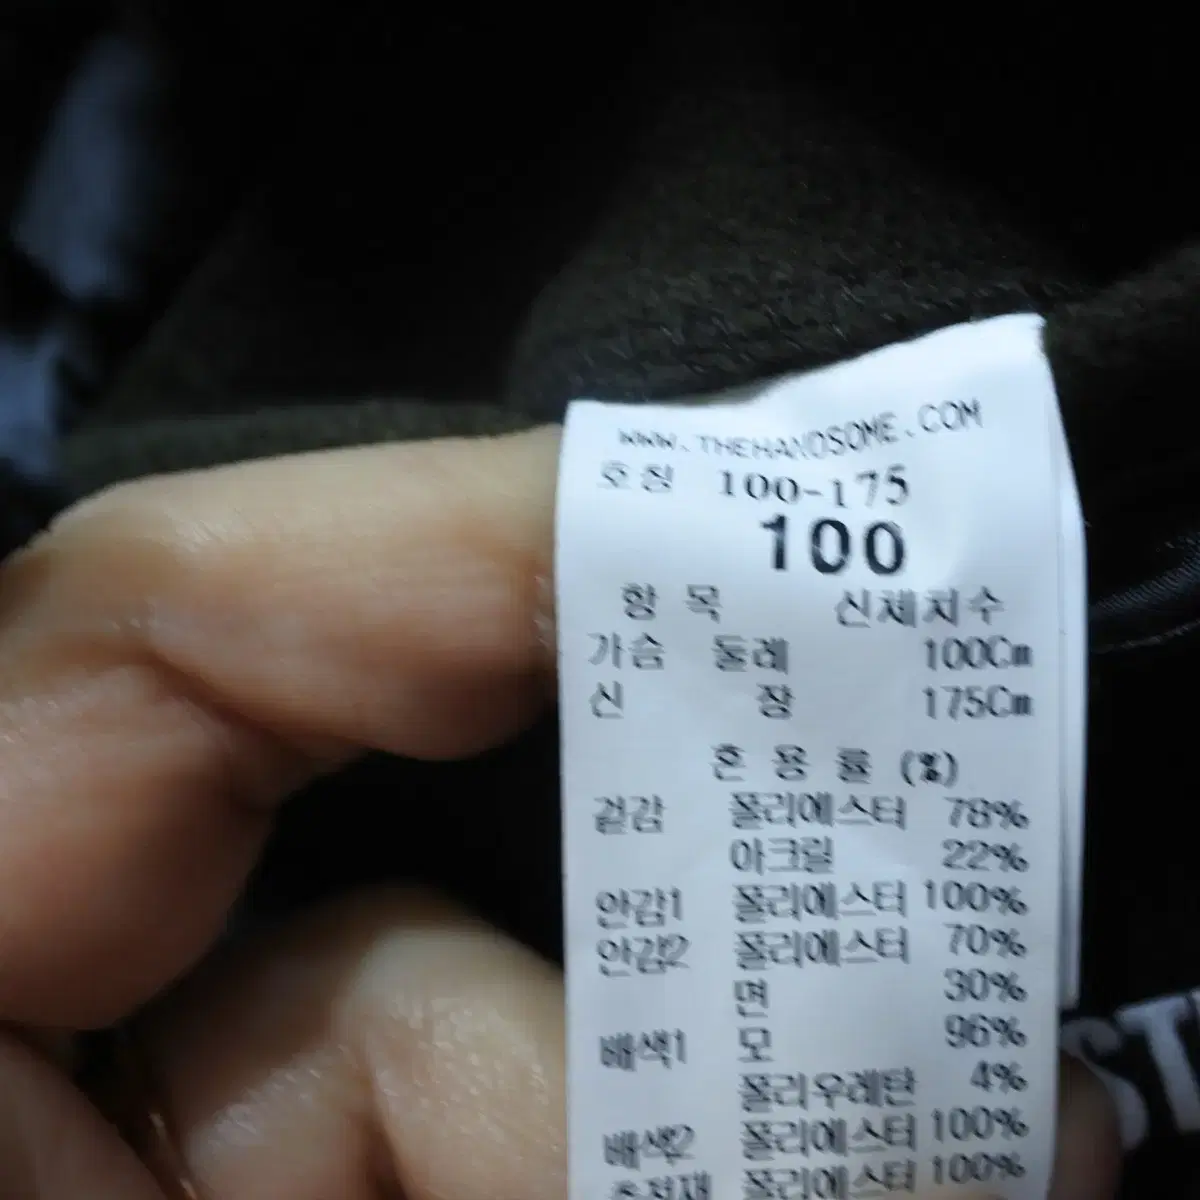 WWW.THEHANDSOME.COM
호칭 100-175
100
항 목 신체치수
가슴 둘레 100Cm
신 장 175Cm
혼 용 률 (%)
겉감 폴리에스터 78%
아크릴 22%
안감1 폴리에스터 100%
안감2 폴리에스터 70%
면 30%
배색1 모 96%
폴리우레탄 4%
배색2 폴리에스터 100%
충전재 폴리에스터 100%
ST